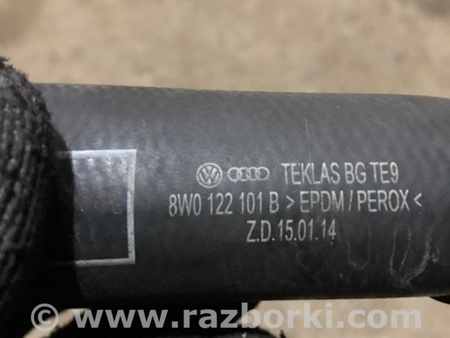 TEKLAS BG TE9
8W0 122 101 B > EPDM / PEROX <
Z.D.15.01.14
© www.razborki.com